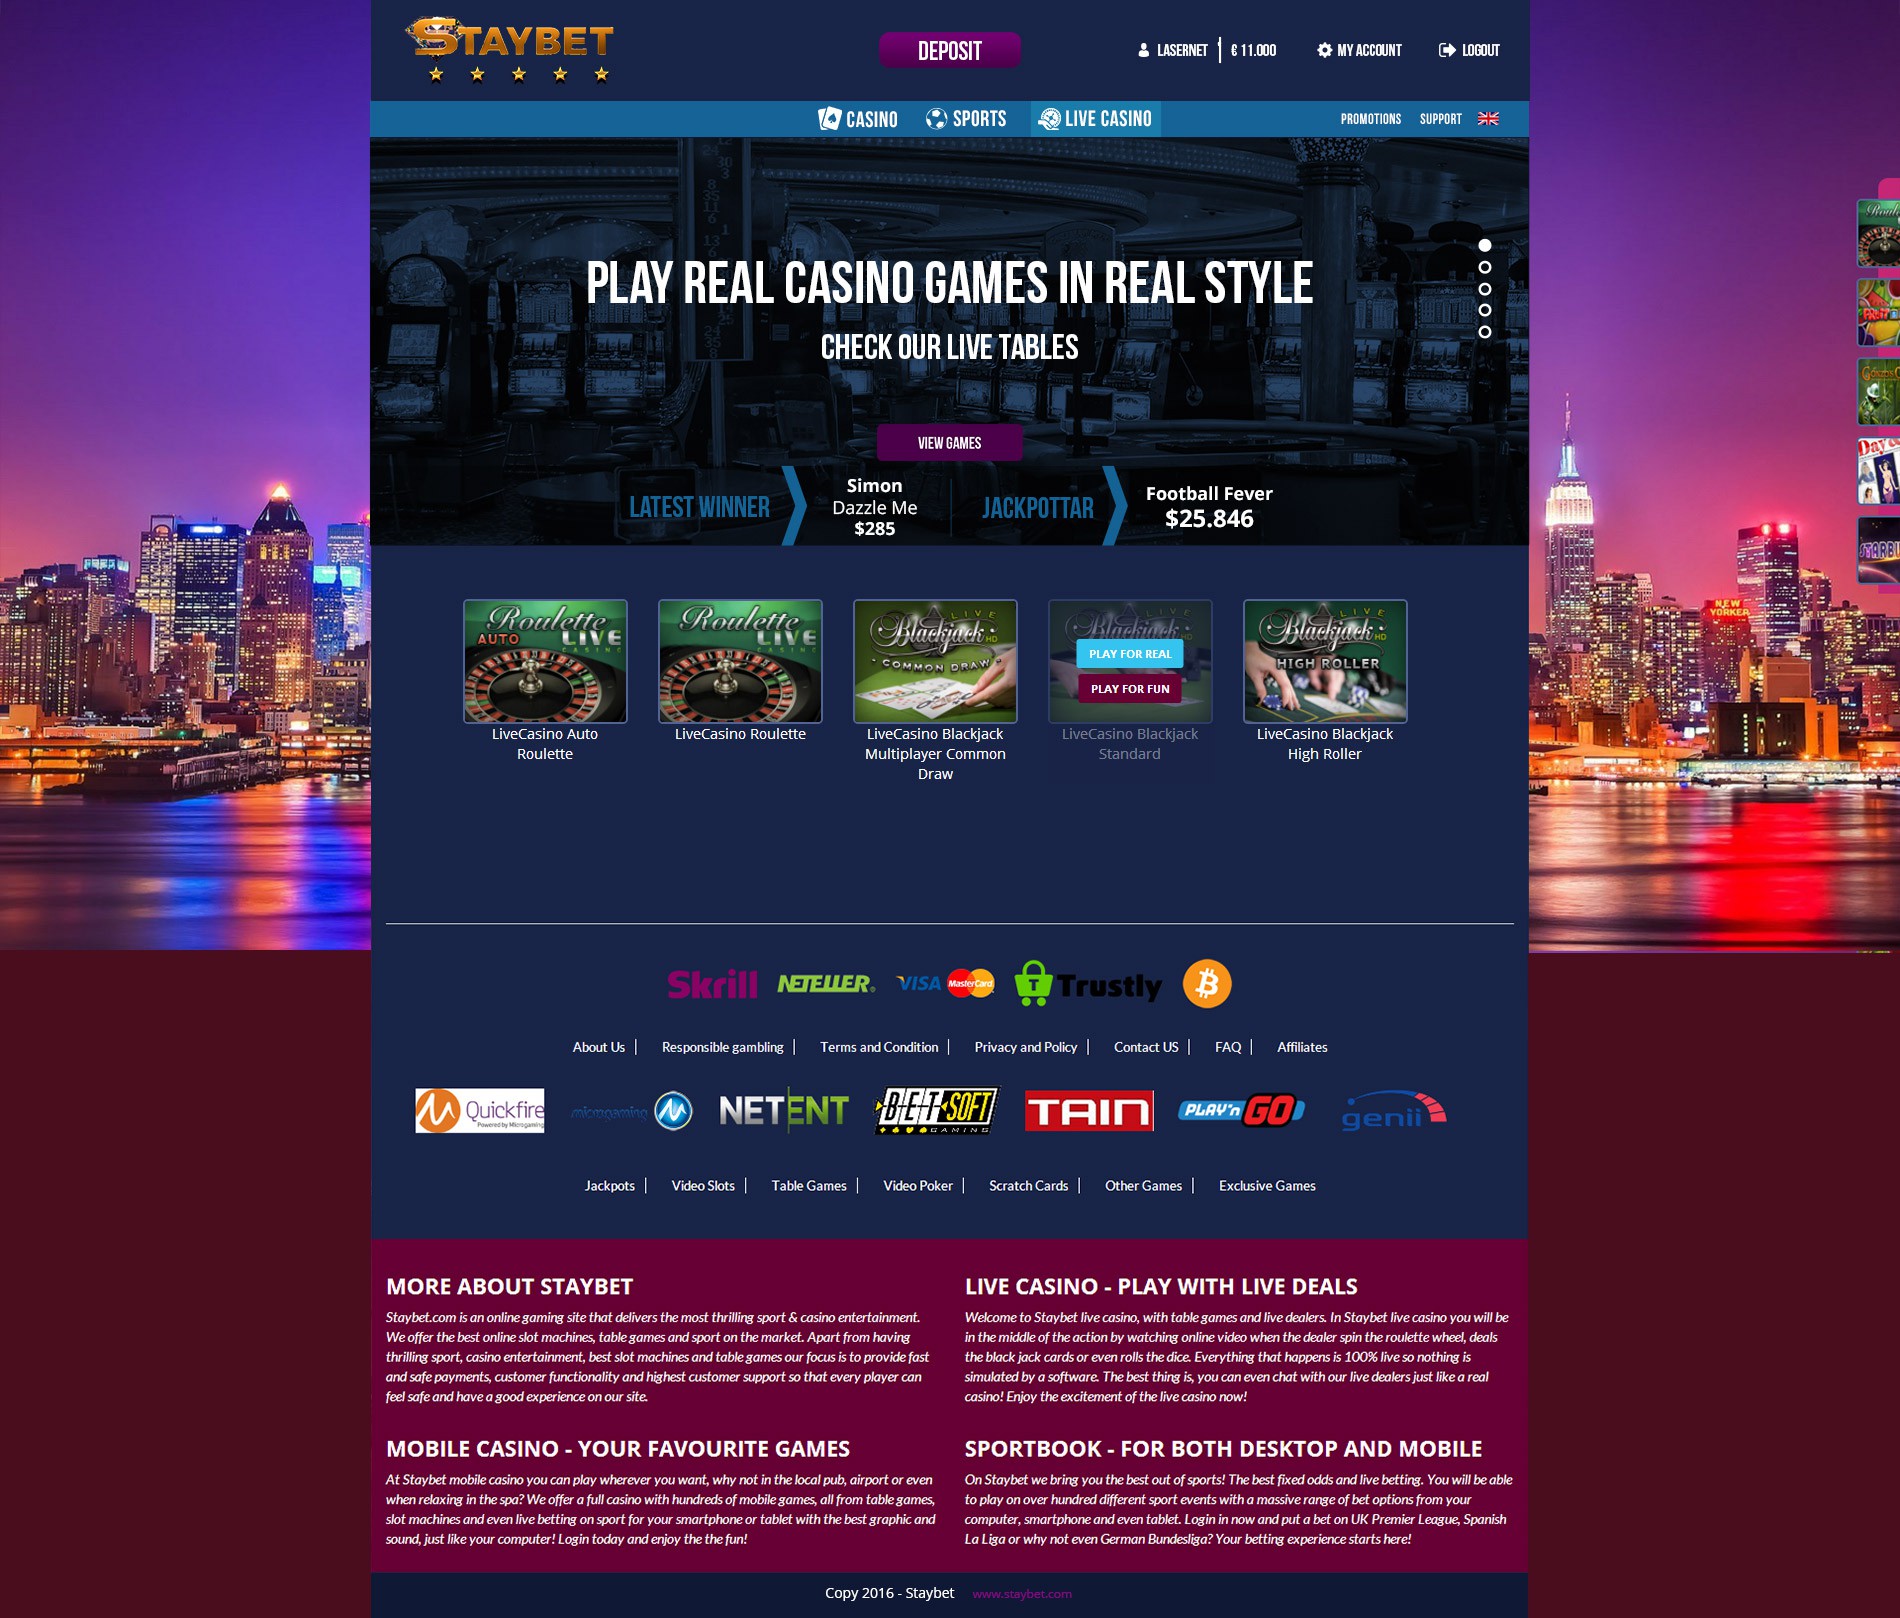 STAYBET
DEPOSIT
LASERNET
€ 11.000
MY ACCOUNT
LOGOUT
CASINO
SPORTS
LIVE CASINO
PROMOTIONS
SUPPORT
PLAY REAL CASINO GAMES IN REAL STYLE
CHECK OUR LIVE TABLES
VIEW GAMES
LATEST WINNER
Simon
Dazzle Me
$285
JACKPOTTAR
Football Fever
$25.846
NEW
YORKER
Roulette
AUTO LIVE
CASINO
Roulette
LIVE
CASINO
LIVE
Blackjack HD
COMMON DRAW
LIVE
Blackjack HD
PLAY FOR REAL
PLAY FOR FUN
LIVE
Blackjack HD
HIGH ROLLER
LiveCasino Auto
Roulette
LiveCasino Roulette
LiveCasino Blackjack
Multiplayer Common
Draw
LiveCasino Blackjack
Standard
LiveCasino Blackjack
High Roller
Skrill
NETELLER®
VISA
MasterCard
T Trustly
About Us
Responsible gambling
Terms and Condition
Privacy and Policy
Contact US
FAQ
Affiliates
Quickfire
Powered by Microgaming
microgaming
NETENT
BETSOFT
GAMING
TAIN
PLAY'n GO
genii
Jackpots
Video Slots
Table Games
Video Poker
Scratch Cards
Other Games
Exclusive Games
MORE ABOUT STAYBET
Staybet.com is an online gaming site that delivers the most thrilling sport & casino entertainment.
We offer the best online slot machines, table games and sport on the market. Apart from having
thrilling sport, casino entertainment, best slot machines and table games our focus is to provide fast
and safe payments, customer functionality and highest customer support so that every player can
feel safe and have a good experience on our site.
LIVE CASINO - PLAY WITH LIVE DEALS
Welcome to Staybet live casino, with table games and live dealers. In Staybet live casino you will be
in the middle of the action by watching online video when the dealer spin the roulette wheel, deals
the black jack cards or even rolls the dice. Everything that happens is 100% live so nothing is
simulated by a software. The best thing is, you can even chat with our live dealers just like a real
casino! Enjoy the excitement of the live casino now!
MOBILE CASINO - YOUR FAVOURITE GAMES
At Staybet mobile casino you can play wherever you want, why not in the local pub, airport or even
when relaxing in the spa? We offer a full casino with hundreds of mobile games, all from table games,
slot machines and even live betting on sport for your smartphone or tablet with the best graphic and
sound, just like your computer! Login today and enjoy the the fun!
SPORTBOOK - FOR BOTH DESKTOP AND MOBILE
On Staybet we bring you the best out of sports! The best fixed odds and live betting. You will be able
to play on over hundred different sport events with a massive range of bet options from your
computer, smartphone and even tablet. Login in now and put a bet on UK Premier League, Spanish
La Liga or why not even German Bundesliga? Your betting experience starts here!
Copy 2016 - Staybet
www.staybet.com